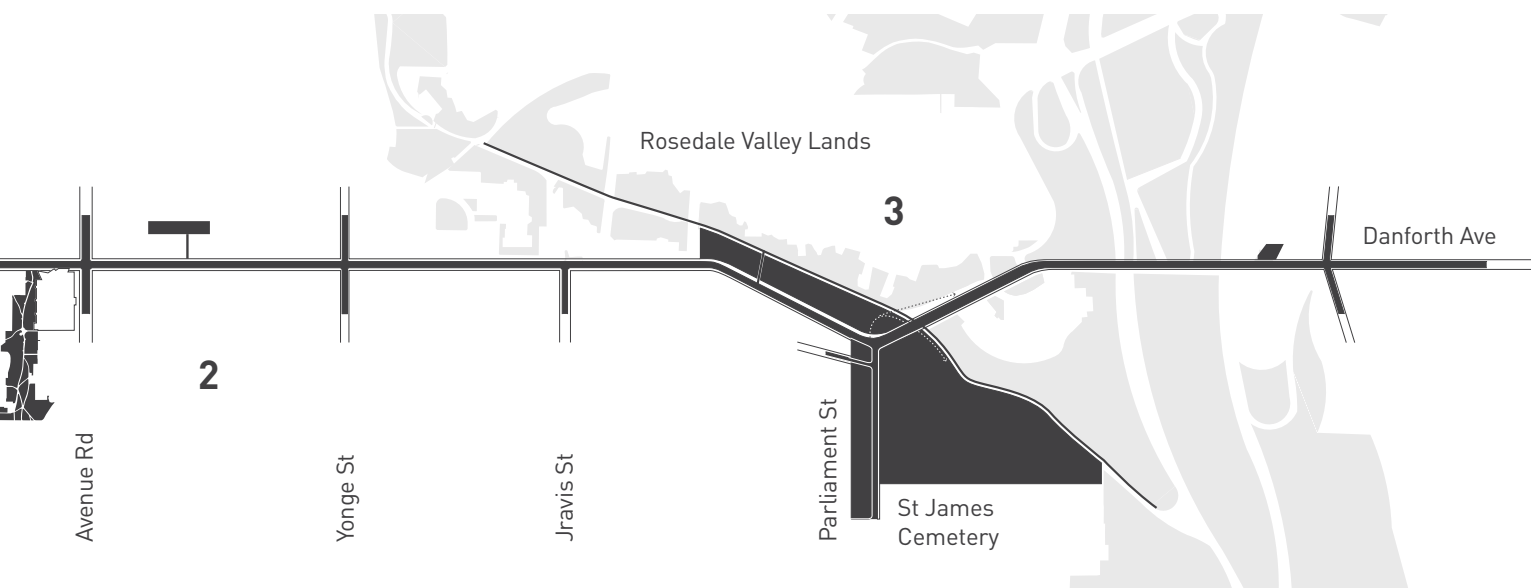 Rosedale Valley Lands
3
Danforth Ave
2
Avenue Rd
Yonge St
Jravis St
Parliament St
St James
Cemetery